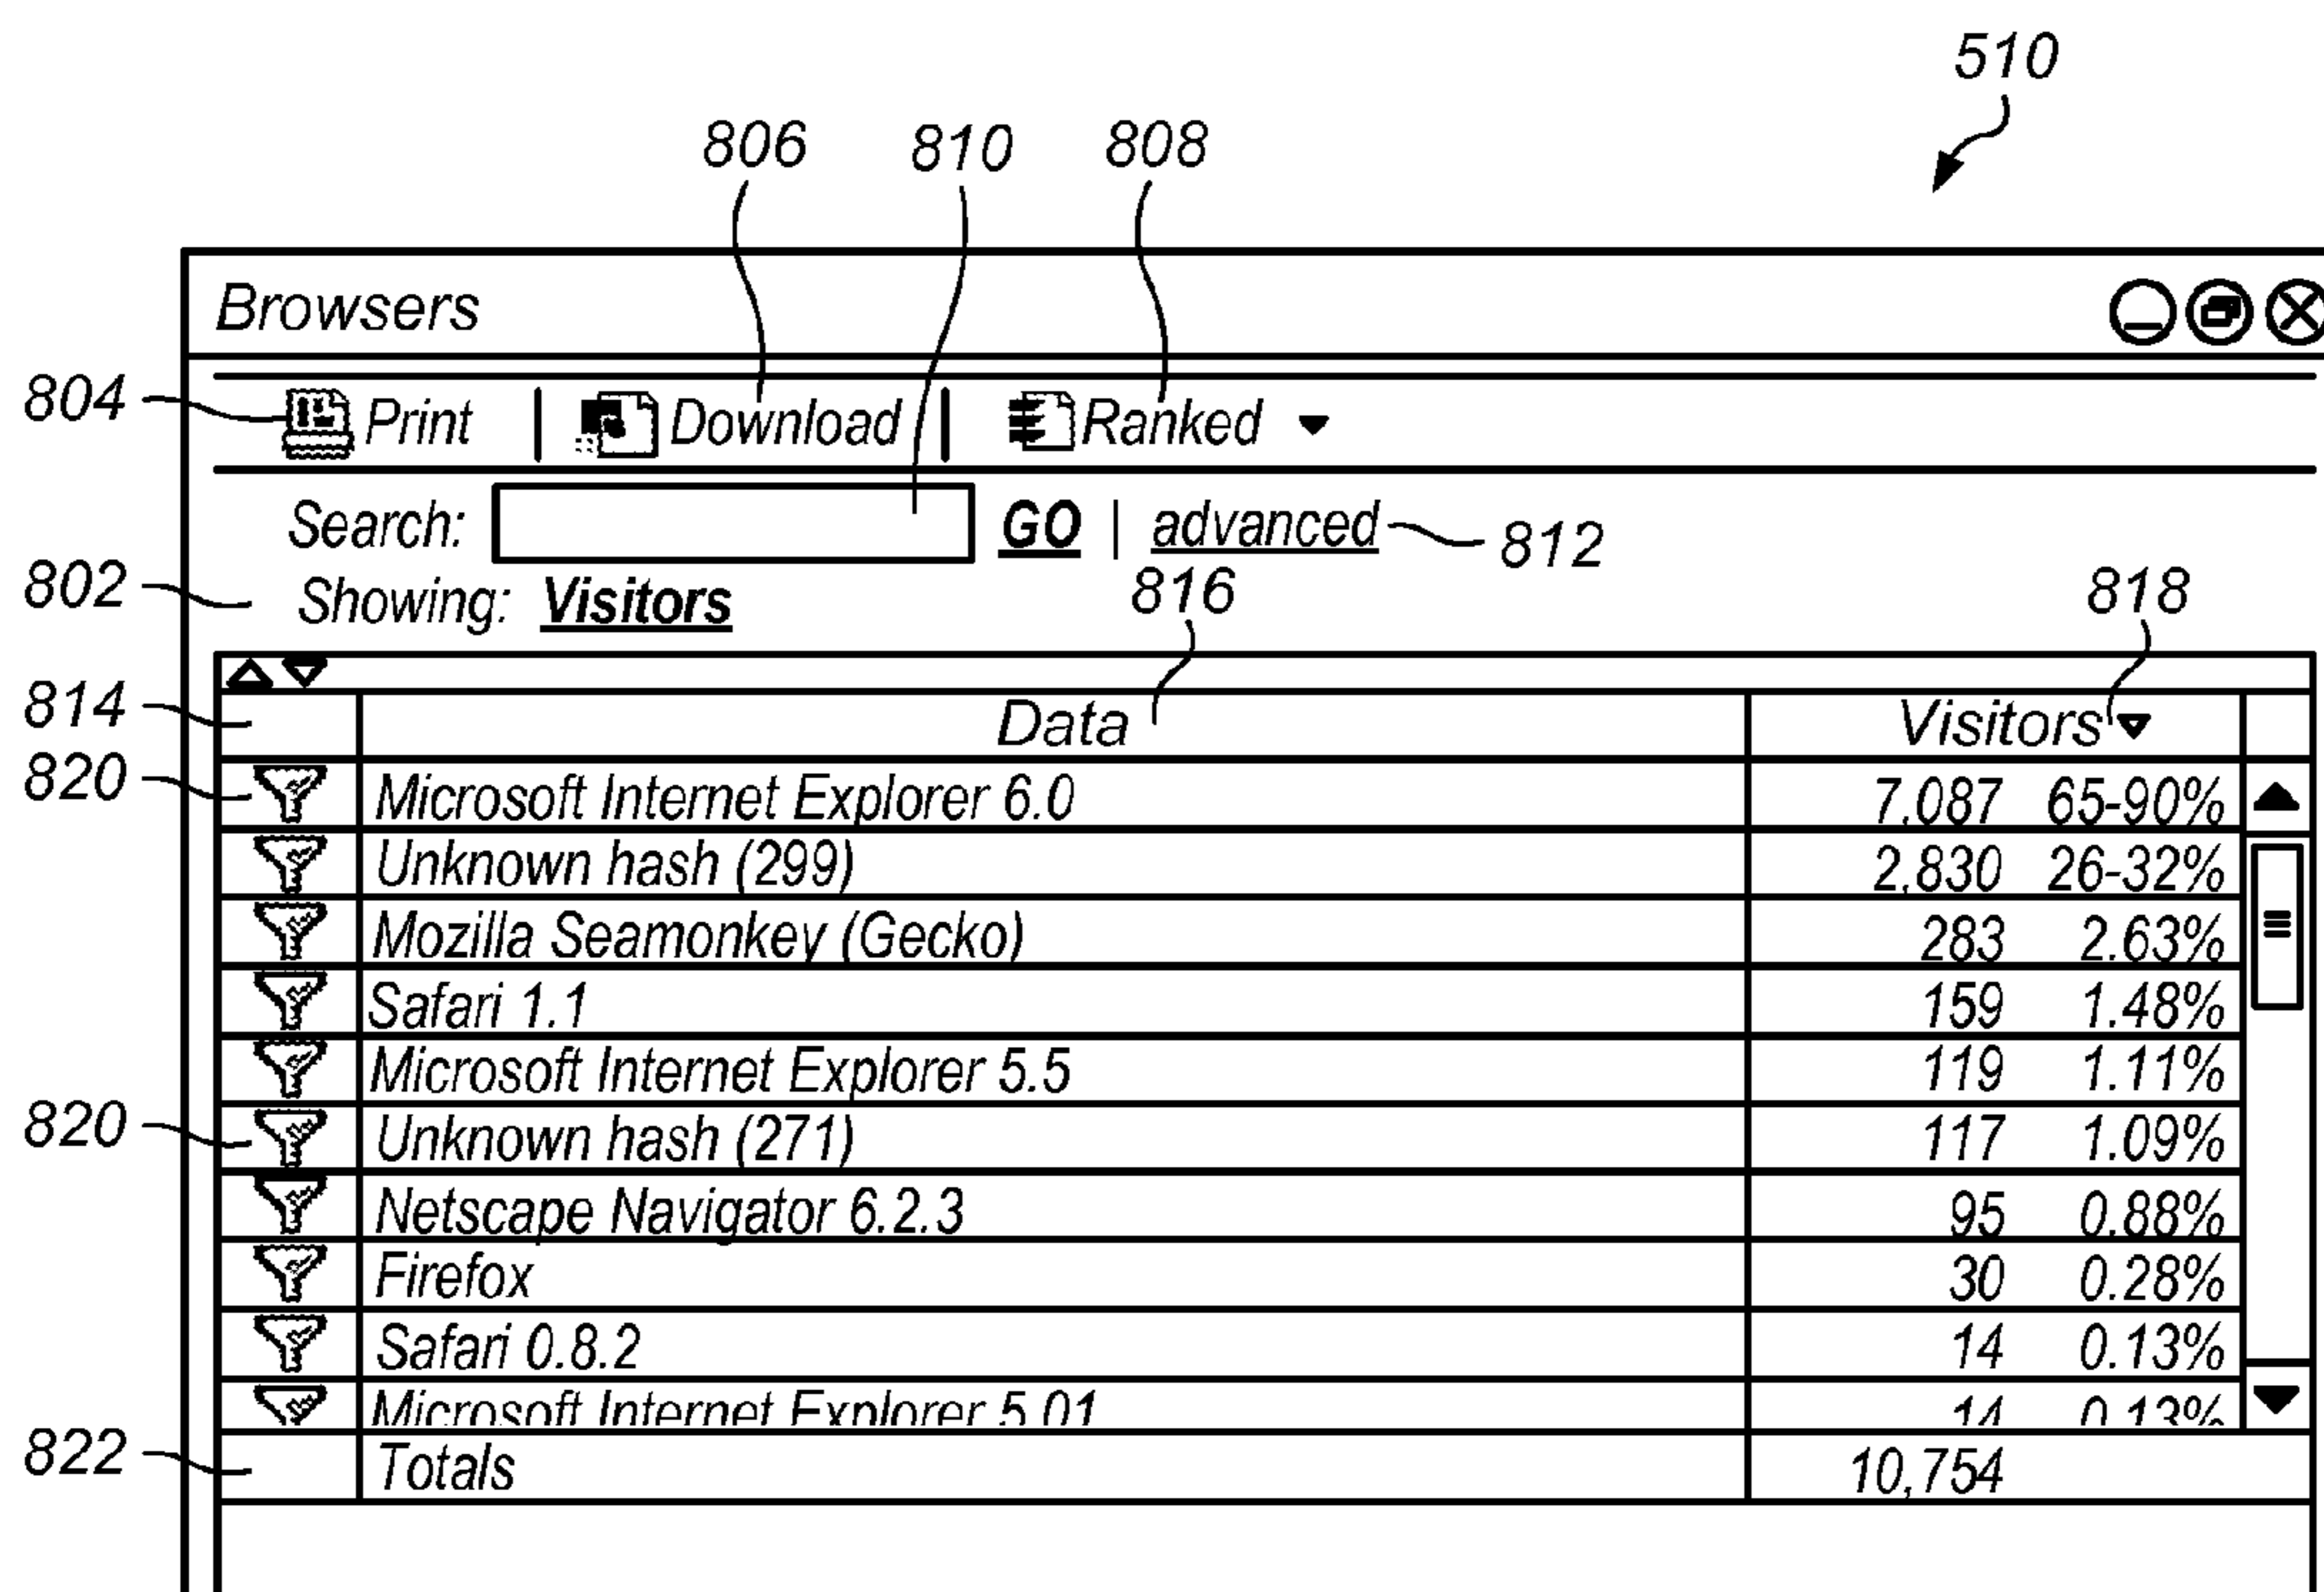 510
806 810 808
Browsers
804 Print | Download | Ranked
Search: GO | advanced 812
802 Showing: Visitors 816 818
814 Data Visitors
820 Microsoft Internet Explorer 6.0 7,087 65-90%
Unknown hash (299) 2,830 26-32%
Mozilla Seamonkey (Gecko) 283 2.63%
Safari 1.1 159 1.48%
Microsoft Internet Explorer 5.5 119 1.11%
820 Unknown hash (271) 117 1.09%
Netscape Navigator 6.2.3 95 0.88%
Firefox 30 0.28%
Safari 0.8.2 14 0.13%
Microsoft Internet Explorer 5.01 14 0.13%
822 Totals 10,754